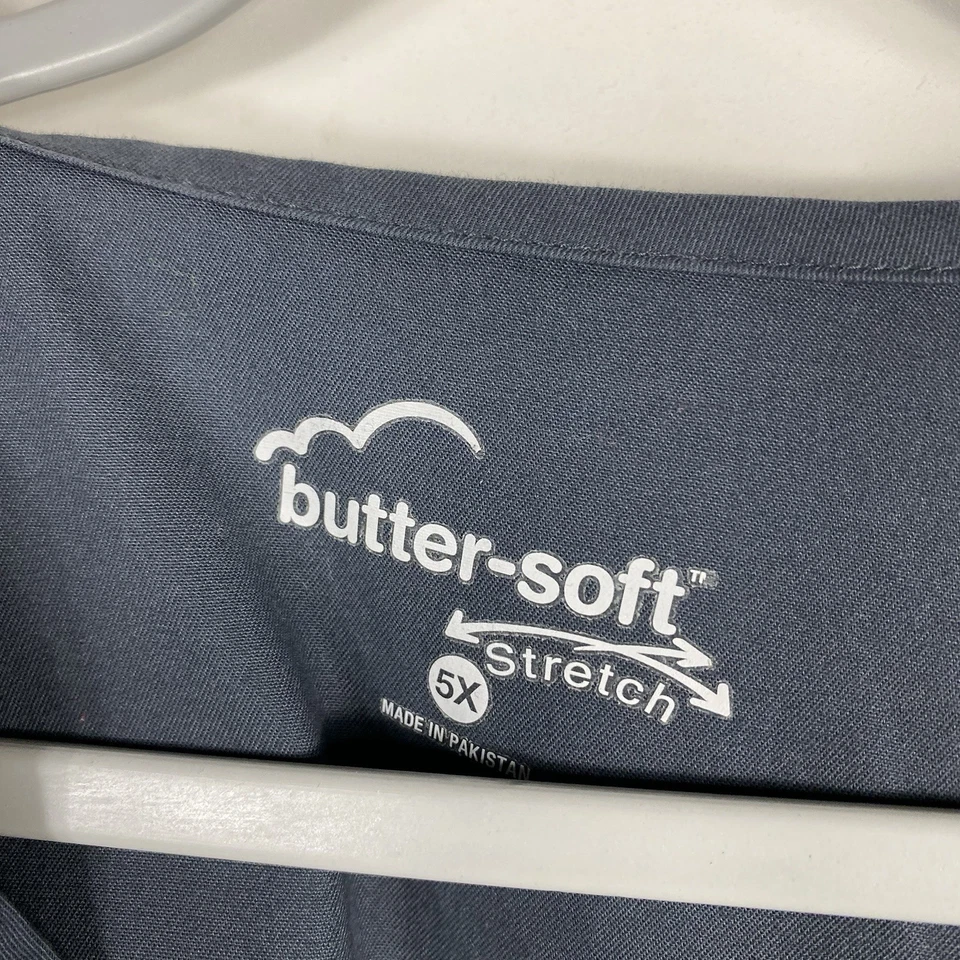 butter-soft™
Stretch
5X
MADE IN PAKISTAN